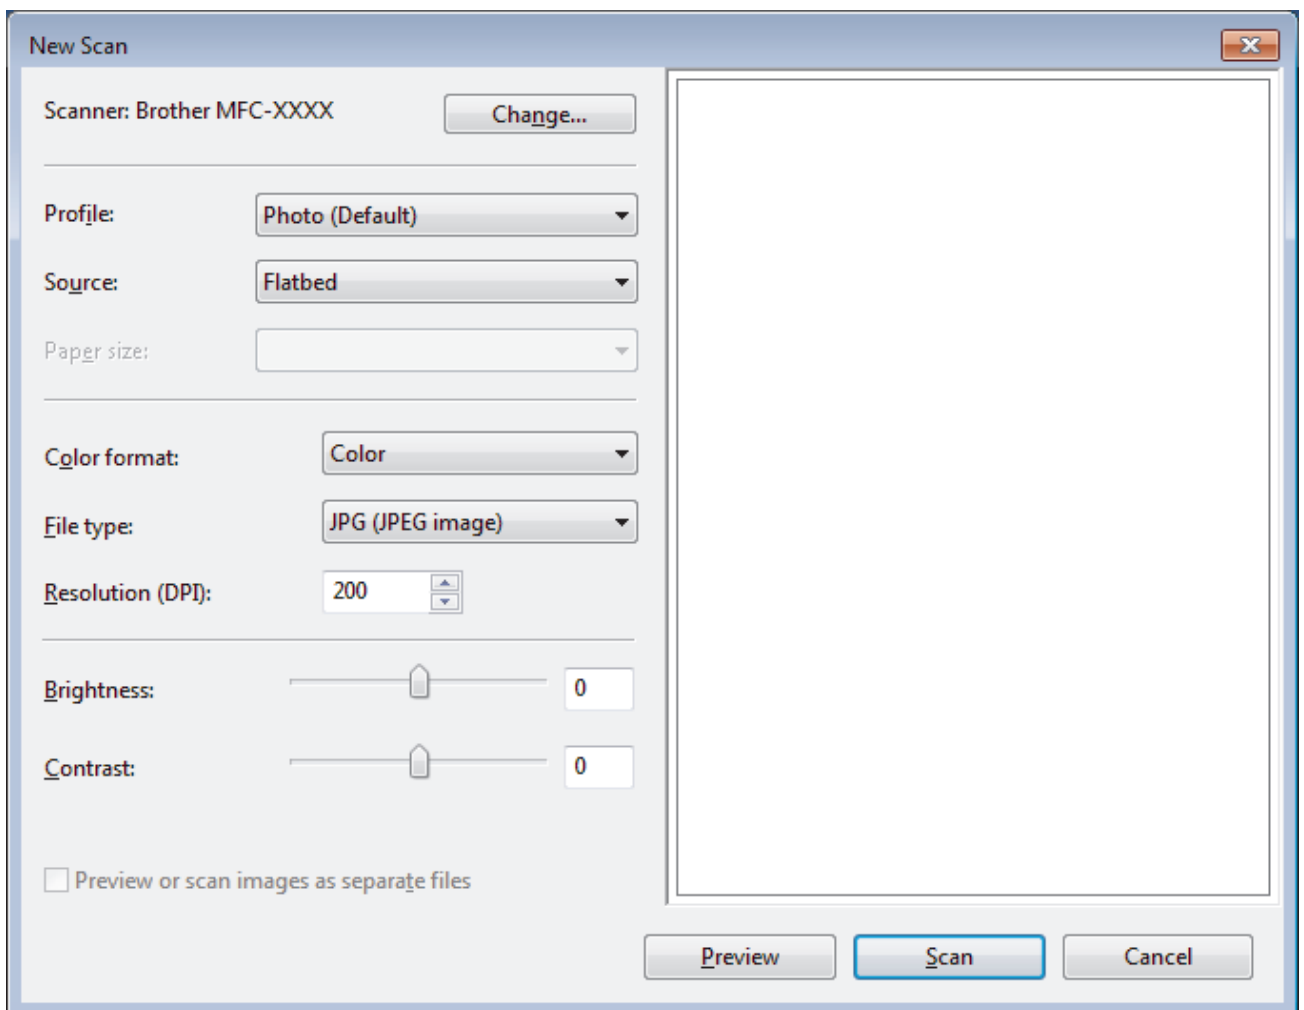 New Scan
Scanner: Brother MFC-XXXX
Change...
Profile:
Photo (Default)
Source:
Flatbed
Paper size:
Color format:
Color
File type:
JPG (JPEG image)
Resolution (DPI):
200
Brightness:
0
Contrast:
0
Preview or scan images as separate files
Preview
Scan
Cancel